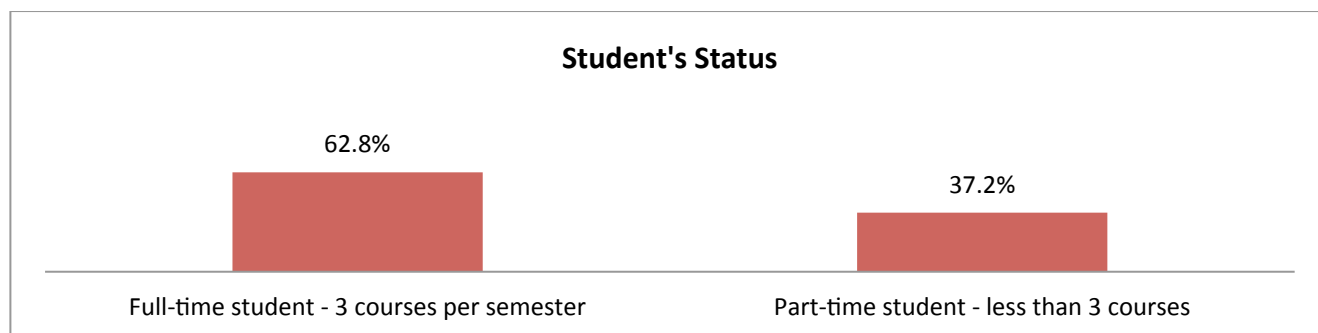 Student's Status
62.8%
37.2%
Full-time student - 3 courses per semester
Part-time student - less than 3 courses